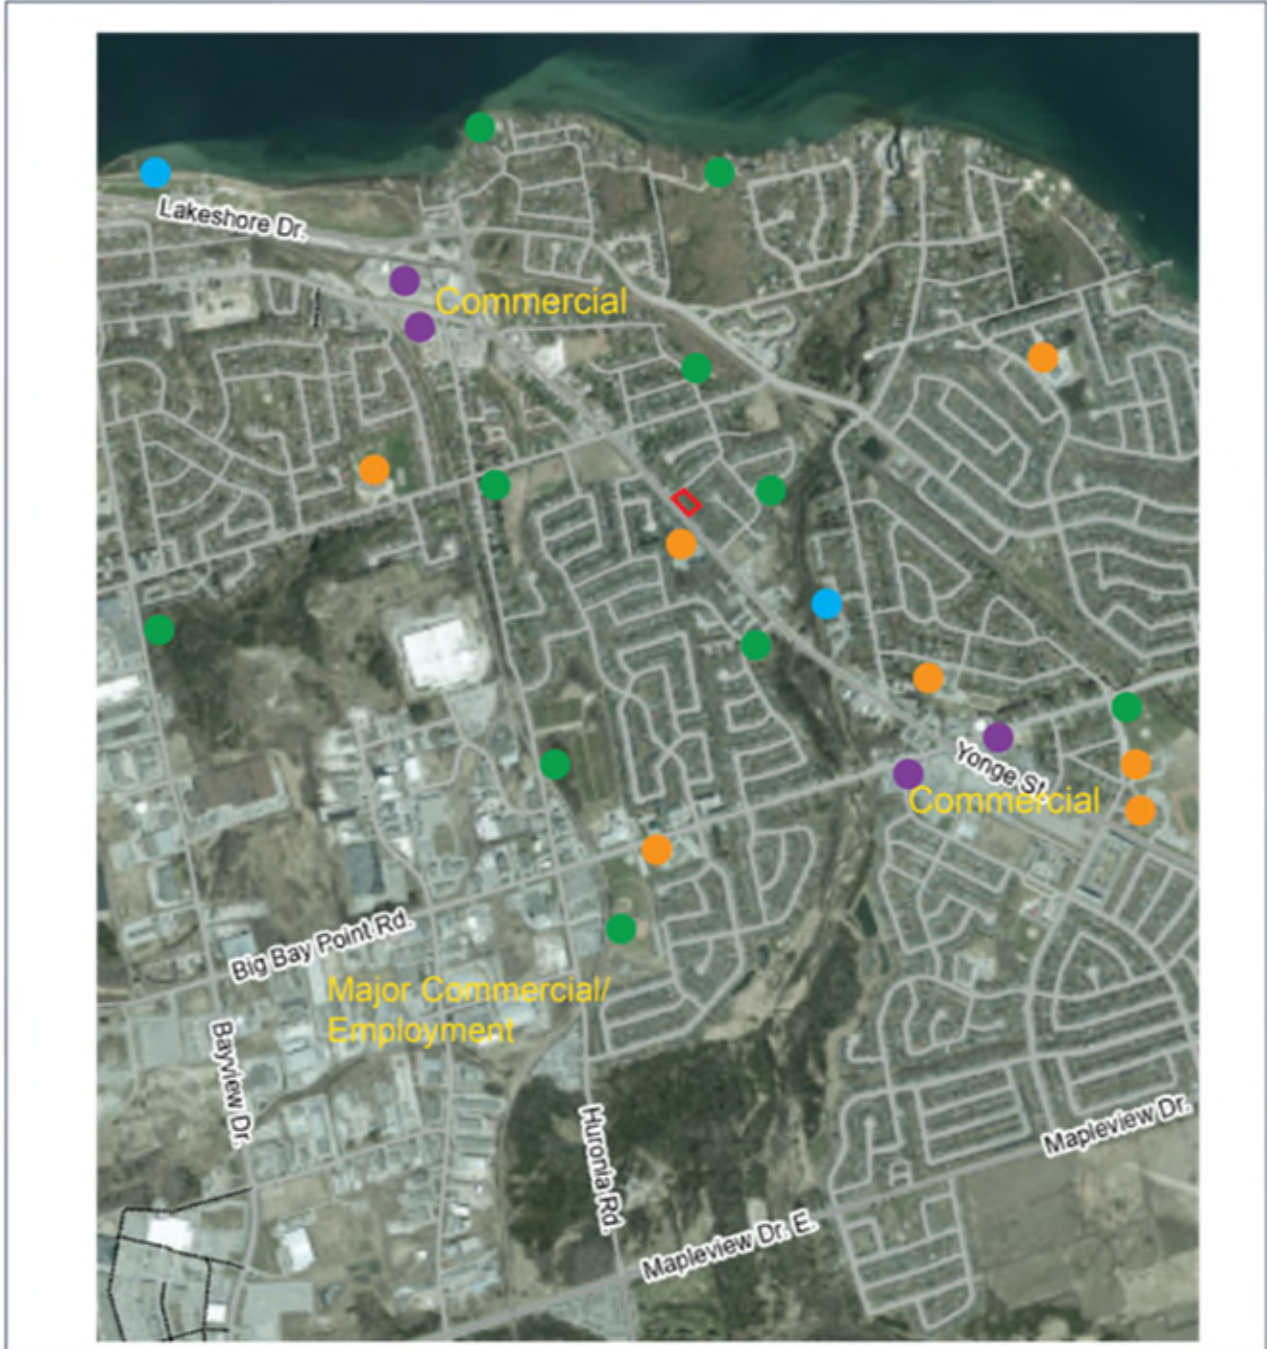 Lakeshore Dr.
Commercial
Yonge St.
Commercial
Big Bay Point Rd.
Major Commercial/
Employment
Bayview Dr.
Huronia Rd.
Mapleview Dr.
Mapleview Dr. E.